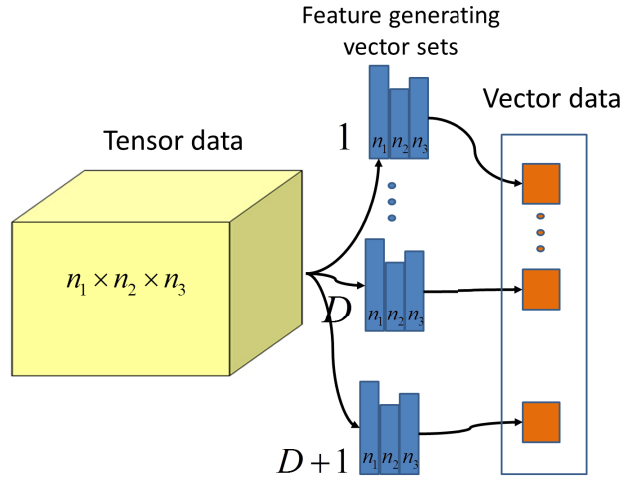 Feature generating
vector sets
Vector data
Tensor data
1
n₁ n₂ n₃
n₁ × n₂ × n₃
D
n₁ n₂ n₃
D + 1
n₁ n₂ n₃